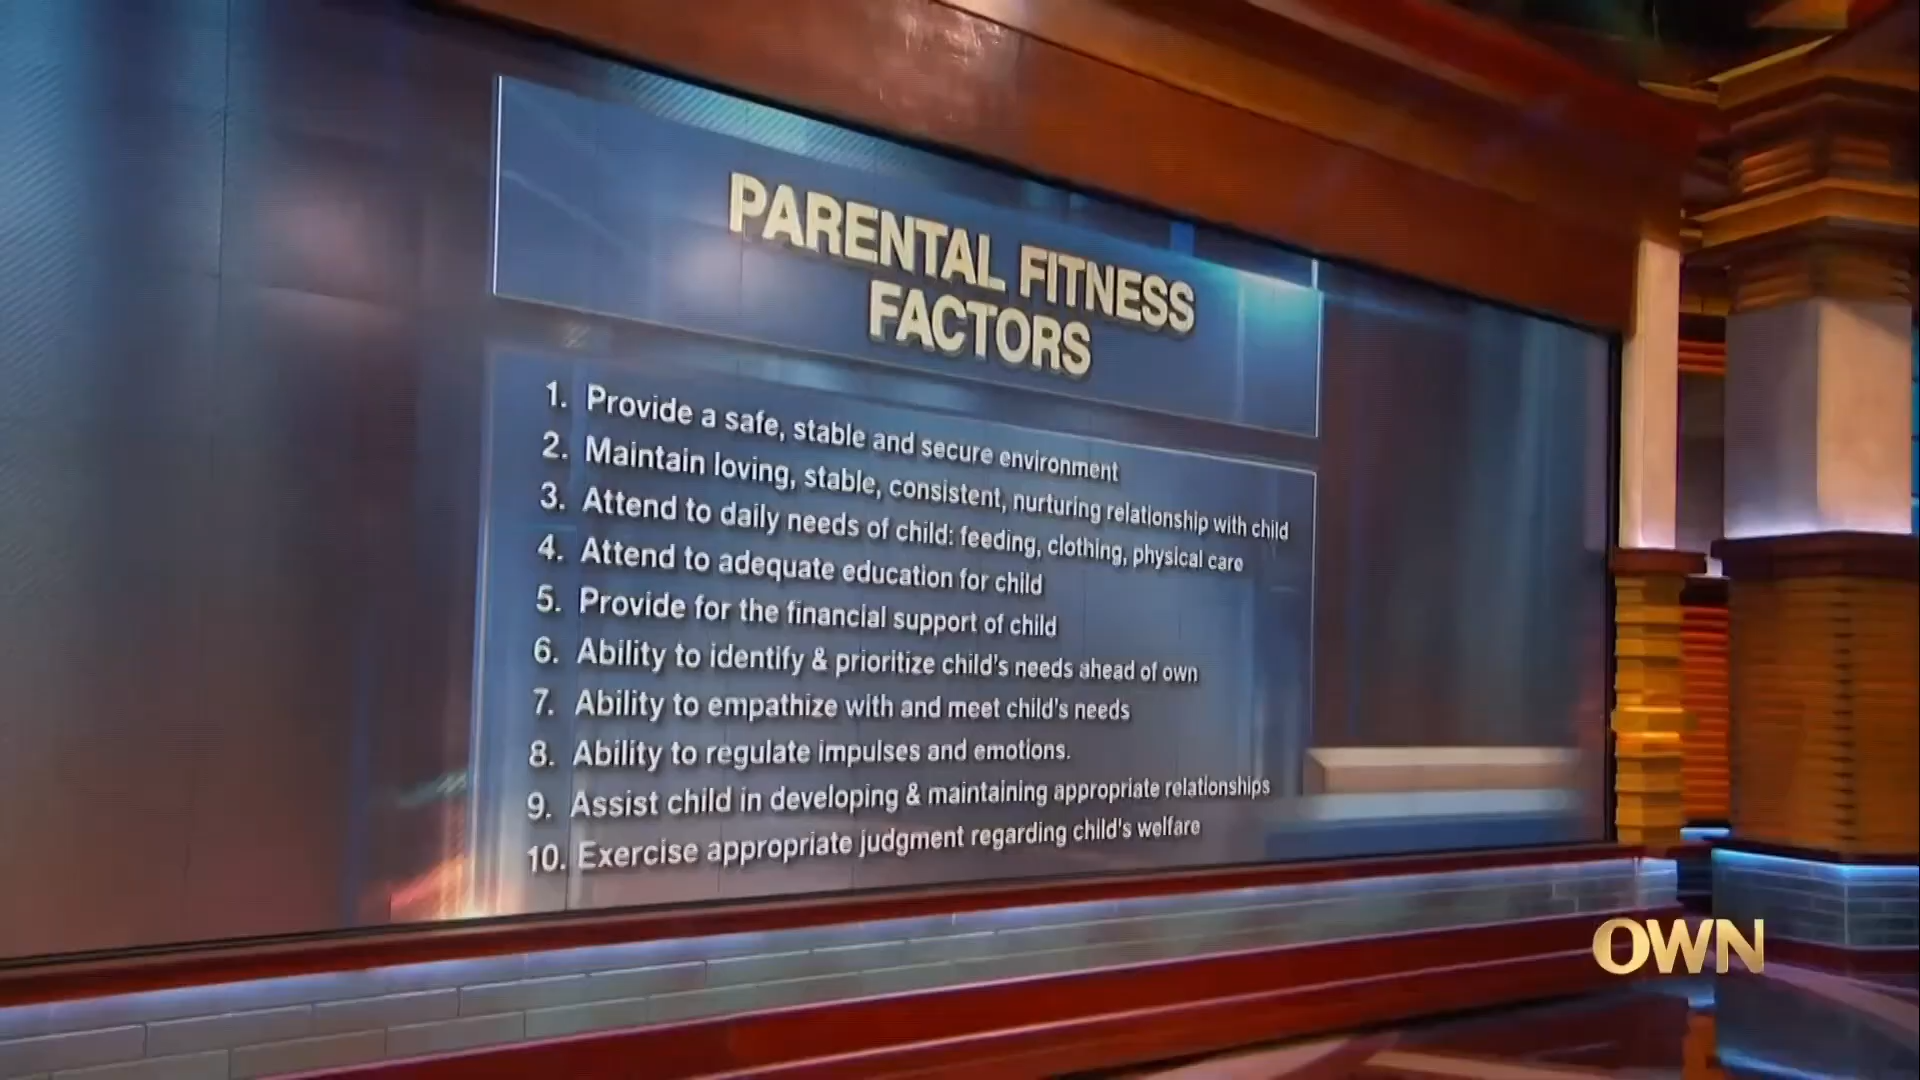 PARENTAL FITNESS
FACTORS
1. Provide a safe, stable and secure environment
2. Maintain loving, stable, consistent, nurturing relationship with child
3. Attend to daily needs of child: feeding, clothing, physical care
4. Attend to adequate education for child
5. Provide for the financial support of child
6. Ability to identify & prioritize child's needs ahead of own
7. Ability to empathize with and meet child's needs
8. Ability to regulate impulses and emotions.
9. Assist child in developing & maintaining appropriate relationships
10. Exercise appropriate judgment regarding child's welfare
OWN